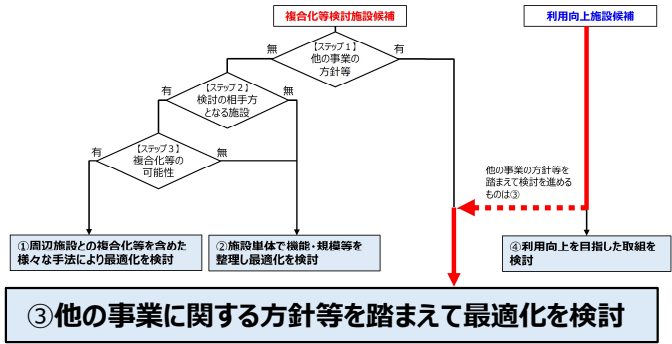 複合化等検討施設候補
利用向上施設候補
【ステップ１】
他の事業の
方針等
無
有
【ステップ２】
検討の相手方
となる施設
有
無
【ステップ３】
複合化等の
可能性
有
無
他の事業の方針等を
踏まえて検討を進める
ものは③
①周辺施設との複合化等を含めた
様々な手法により最適化を検討
②施設単体で機能・規模等を
整理し最適化を検討
④利用向上を目指した取組を
検討
③他の事業に関する方針等を踏まえて最適化を検討